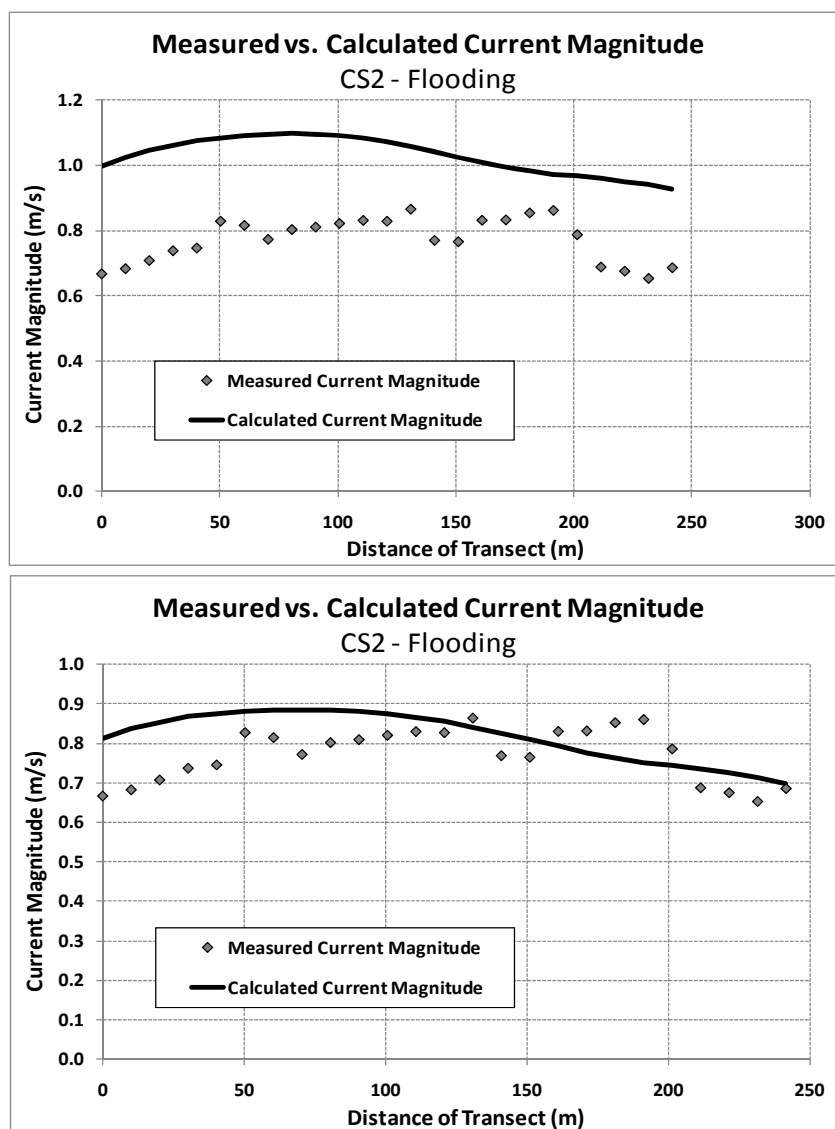 Measured vs. Calculated Current Magnitude
CS2 - Flooding
1.2
1.0
0.8
0.6
0.4
0.2
0.0
Current Magnitude (m/s)
Measured Current Magnitude
Calculated Current Magnitude
0 50 100 150 200 250 300
Distance of Transect (m)
Measured vs. Calculated Current Magnitude
CS2 - Flooding
1.0
0.9
0.8
0.7
0.6
0.5
0.4
0.3
0.2
0.1
0.0
Current Magnitude (m/s)
Measured Current Magnitude
Calculated Current Magnitude
0 50 100 150 200 250
Distance of Transect (m)